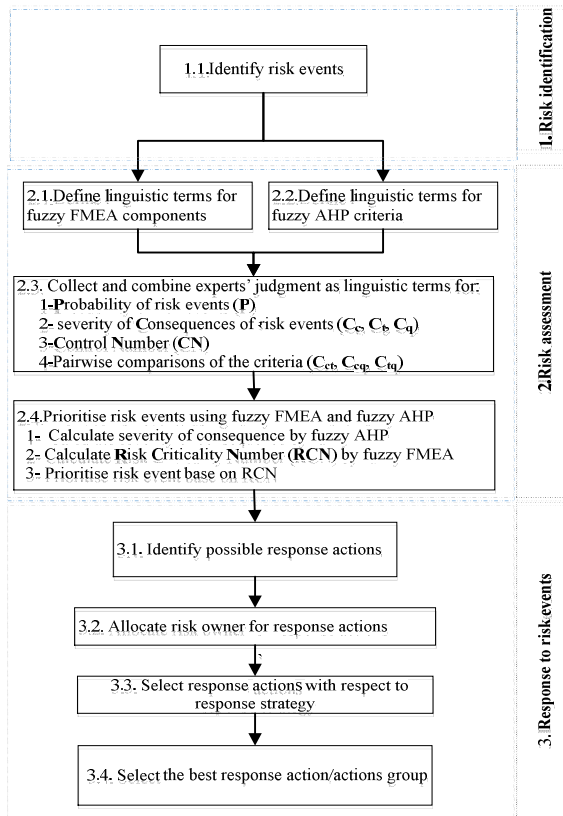 1.1.Identify risk events
1. Risk identification
2.1.Define linguistic terms for
fuzzy FMEA components
2.2.Define linguistic terms for
fuzzy AHP criteria
2.3. Collect and combine experts' judgment as linguistic terms for:
1-Probability of risk events (P)
2- severity of Consequences of risk events (Cc, Ct, Cq)
3-Control Number (CN)
4-Pairwise comparisons of the criteria (Cct, Ccq, Ctq)
2.4.Prioritise risk events using fuzzy FMEA and fuzzy AHP
1- Calculate severity of consequence by fuzzy AHP
2- Calculate Risk Criticality Number (RCN) by fuzzy FMEA
3- Prioritise risk event base on RCN
2.Risk assessment
3.1. Identify possible response actions
3.2. Allocate risk owner for response actions
3.3. Select response actions with respect to
response strategy
3.4. Select the best response action/actions group
3. Response to risk events